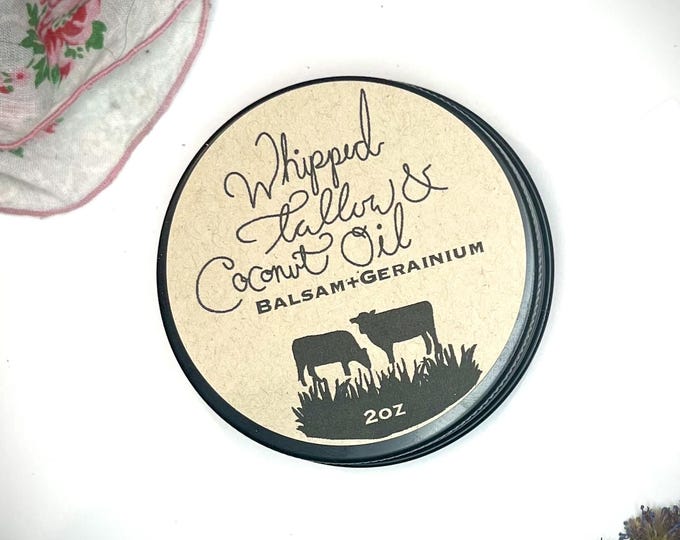 Whipped
Tallow &
Coconut Oil
Balsam+Gerainium
2oz